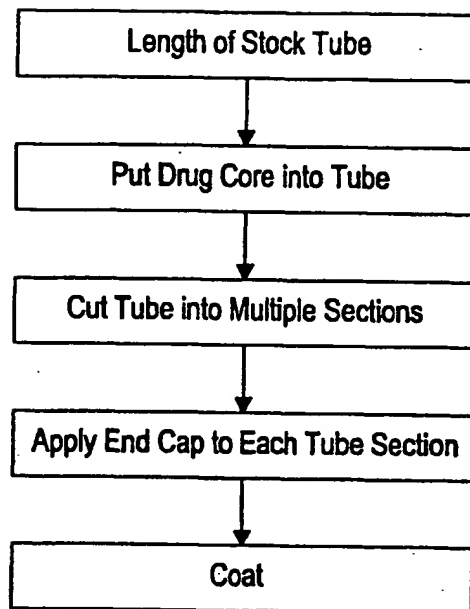 Length of Stock Tube
Put Drug Core into Tube
Cut Tube into Multiple Sections
Apply End Cap to Each Tube Section
Coat